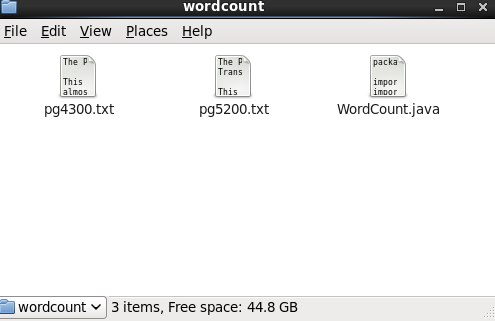 wordcount
File Edit View Places Help
The P
This
almos
The P
Trans
This
packa
impor
impor
pg4300.txt pg5200.txt WordCount.java
wordcount 3 items, Free space: 44.8 GB